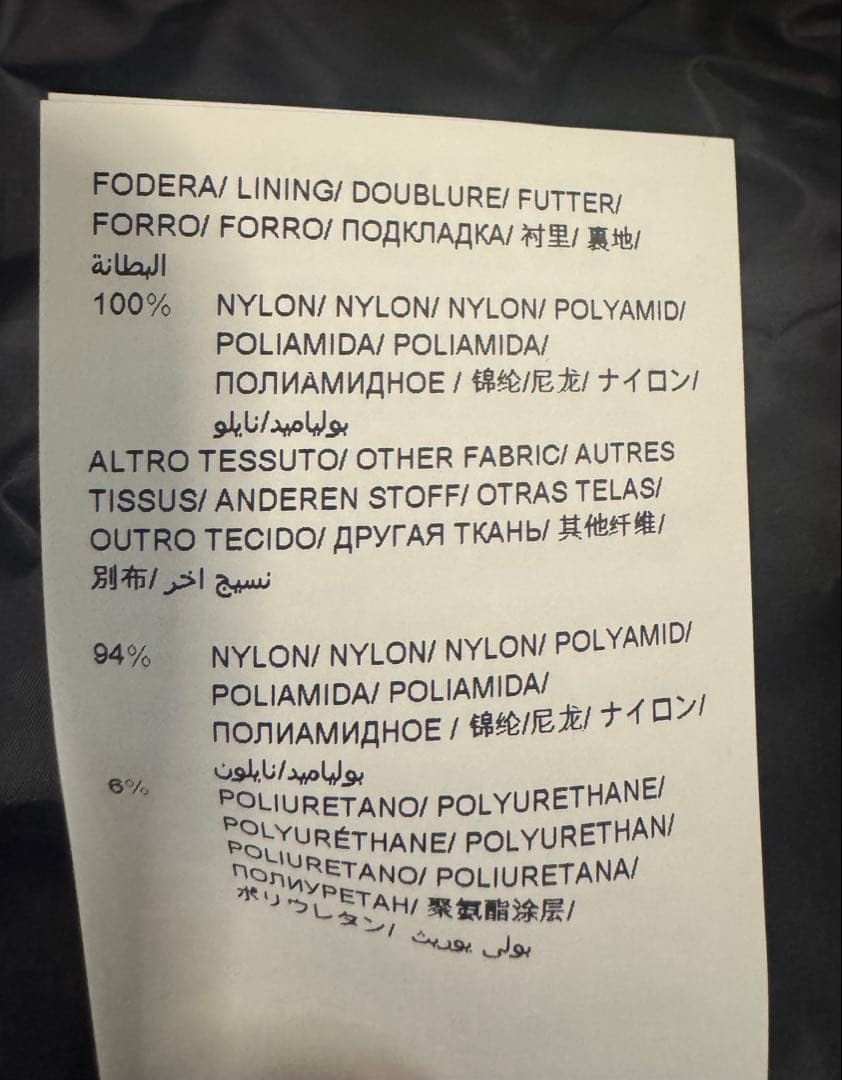 FODERA/ LINING/ DOUBLURE/ FUTTER/
FORRO/ FORRO/ ПОДКЛАДКА/ 衬里/ 裏地/
البطانة
100% NYLON/ NYLON/ NYLON/ POLYAMID/
POLIAMIDA/ POLIAMIDA/
ПОЛИАМИДНОЕ / 锦纶/尼龙/ ナイロン/
بولياميد/نايلو
ALTRO TESSUTO/ OTHER FABRIC/ AUTRES
TISSUS/ ANDEREN STOFF/ OTRAS TELAS/
OUTRO TECIDO/ ДРУГАЯ ТКАНЬ/ 其他纤维/
別布/ نسيج اخر
94% NYLON/ NYLON/ NYLON/ POLYAMID/
POLIAMIDA/ POLIAMIDA/
ПОЛИАМИДНОЕ / 锦纶/尼龙/ ナイロン/
بولياميد/نايلون
6% POLIURETANO/ POLYURETHANE/
POLYURÉTHANE/ POLYURETHAN/
POLIURETANO/ POLIURETANA/
ПОЛИУРЕТАН/ 聚氨酯涂层/
ポリウレタン/ بولى يوريث